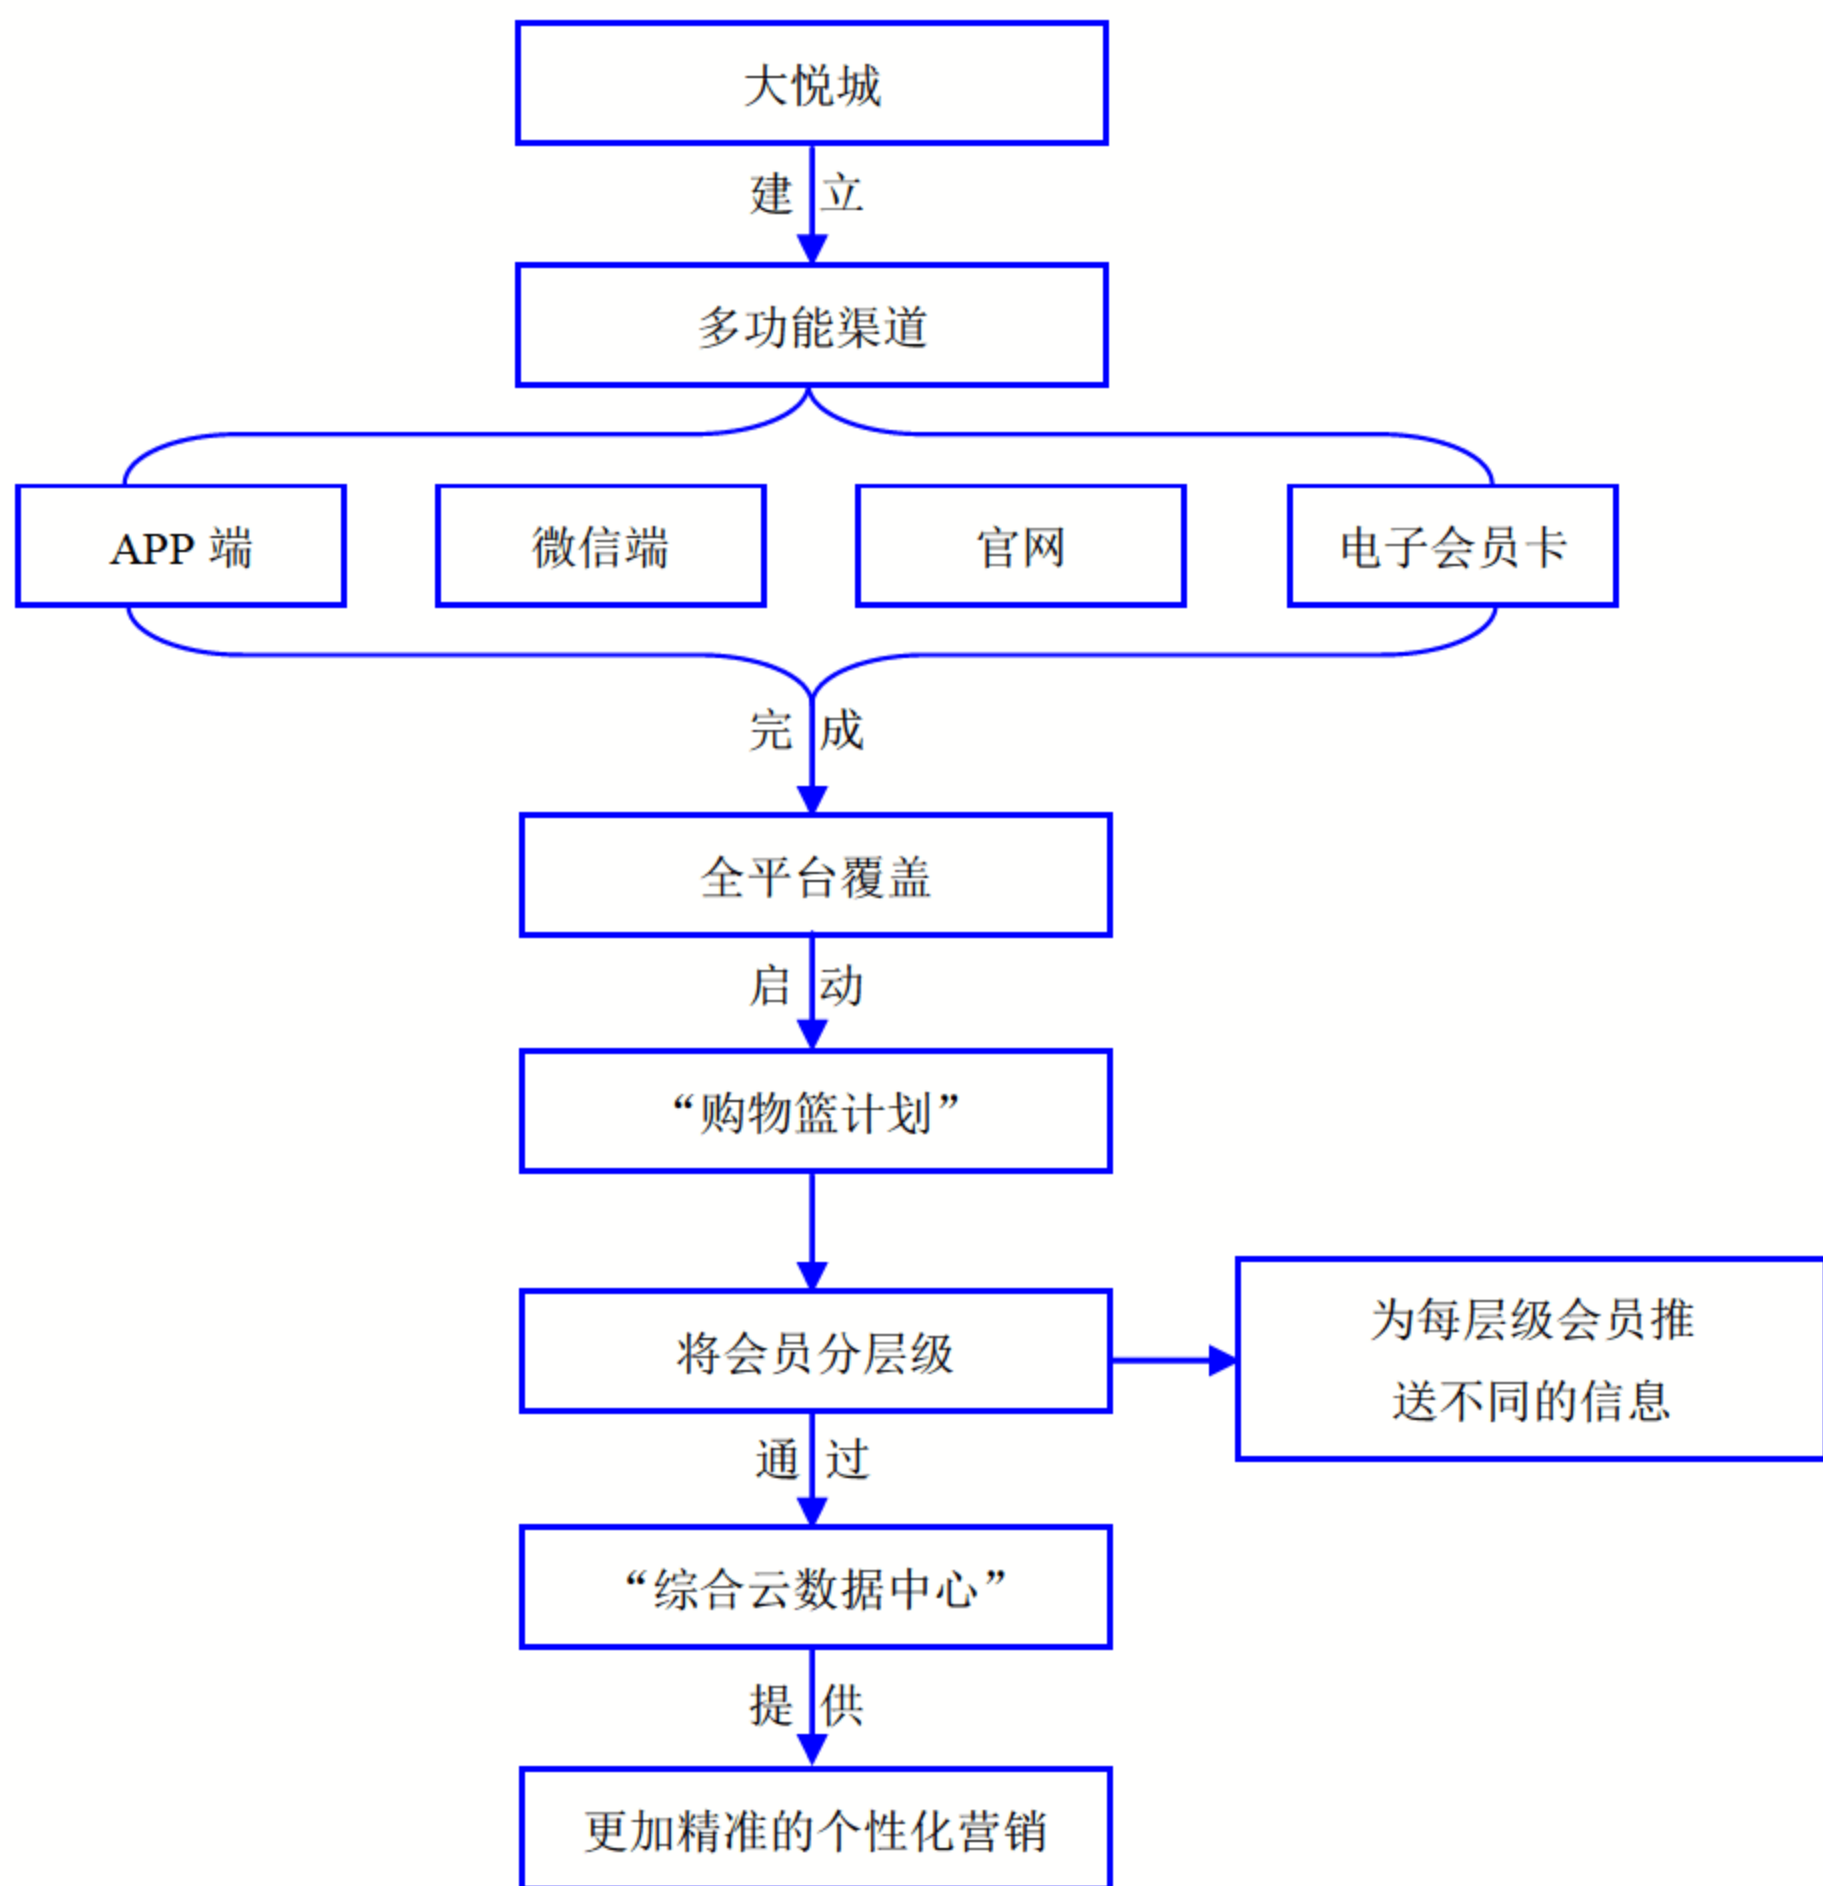 大悦城
建立
多功能渠道
APP 端
微信端
官网
电子会员卡
完成
全平台覆盖
启动
“购物篮计划”
将会员分层级
为每层级会员推
送不同的信息
通过
“综合云数据中心”
提供
更加精准的个性化营销